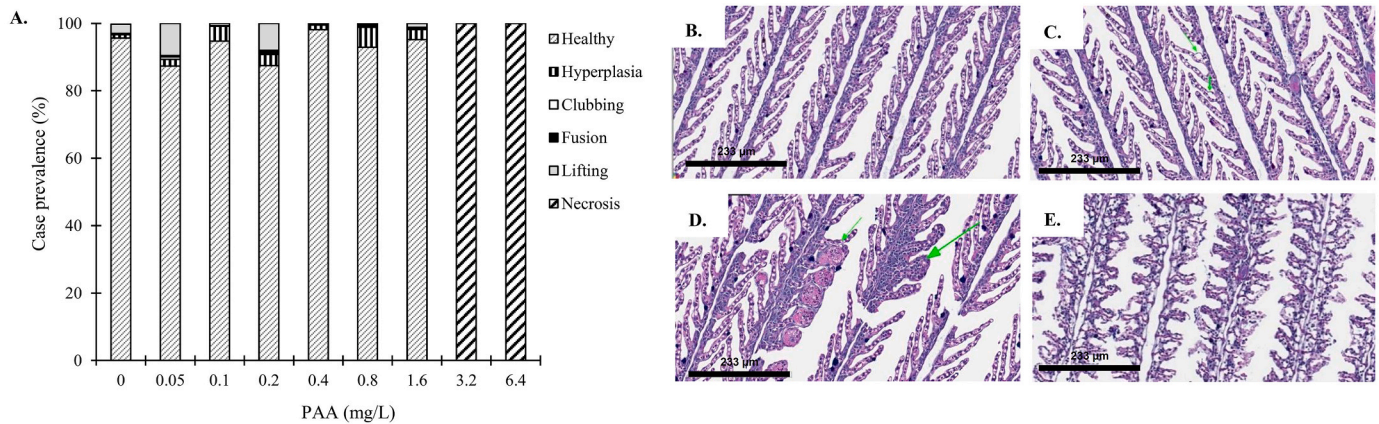 A.
Case prevalence (%)
100
80
60
40
20
0
0 0.05 0.1 0.2 0.4 0.8 1.6 3.2 6.4
PAA (mg/L)
Healthy
Hyperplasia
Clubbing
Fusion
Lifting
Necrosis
B.
233 µm
C.
233 µm
D.
233 µm
E.
233 µm